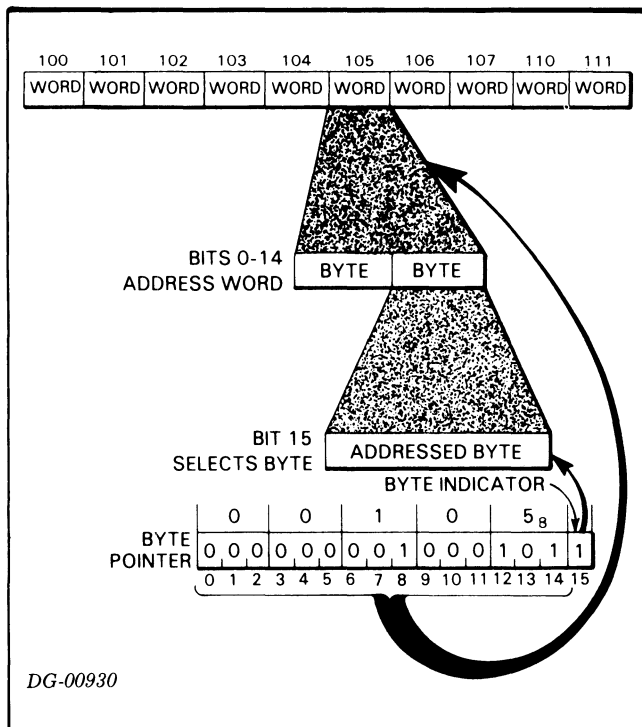 100 101 102 103 104 105 106 107 110 111
WORD WORD WORD WORD WORD WORD WORD WORD WORD WORD
BITS 0-14
ADDRESS WORD
BYTE BYTE
BIT 15
SELECTS BYTE
ADDRESSED BYTE
BYTE INDICATOR
0 0 1 0 5₈
BYTE
POINTER
0 0 0 0 0 0 0 0 1 0 0 0 1 0 1 1
0 1 2 3 4 5 6 7 8 9 10 11 12 13 14 15
DG-00930